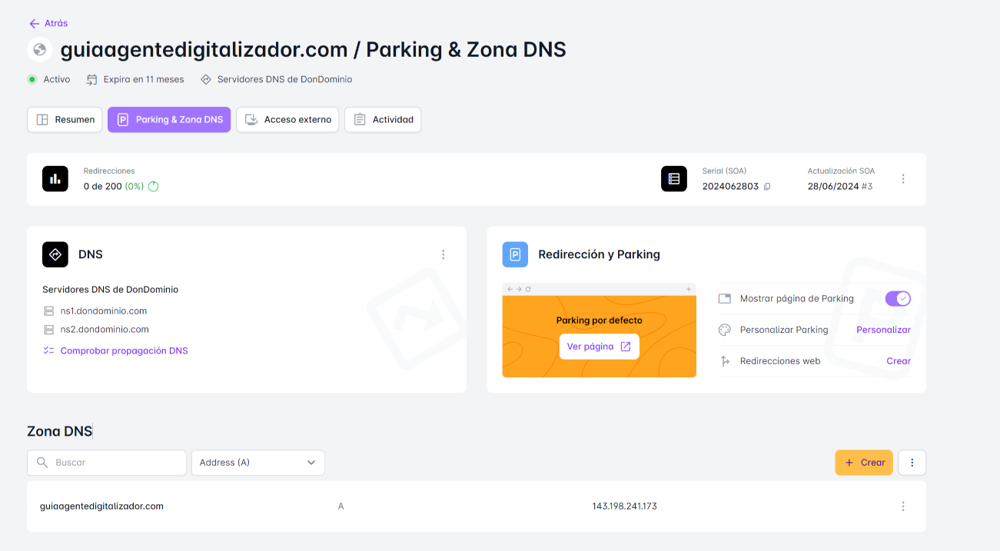 Atrás
guiaagentedigitalizador.com / Parking & Zona DNS
Activo Expira en 11 meses Servidores DNS de DonDominio
Resumen Parking & Zona DNS Acceso externo Actividad
Redirecciones Serial (SOA) Actualización SOA
0 de 200 (0%) 2024062803 28/06/2024 #3
DNS
Servidores DNS de DonDominio
ns1.dondominio.com
ns2.dondominio.com
Comprobar propagación DNS
Redirección y Parking
Parking por defecto
Ver página
Mostrar página de Parking
Personalizar Parking Personalizar
Redirecciones web Crear
Zona DNS
Buscar Address (A) + Crear
guiaagentedigitalizador.com A 143.198.241.173